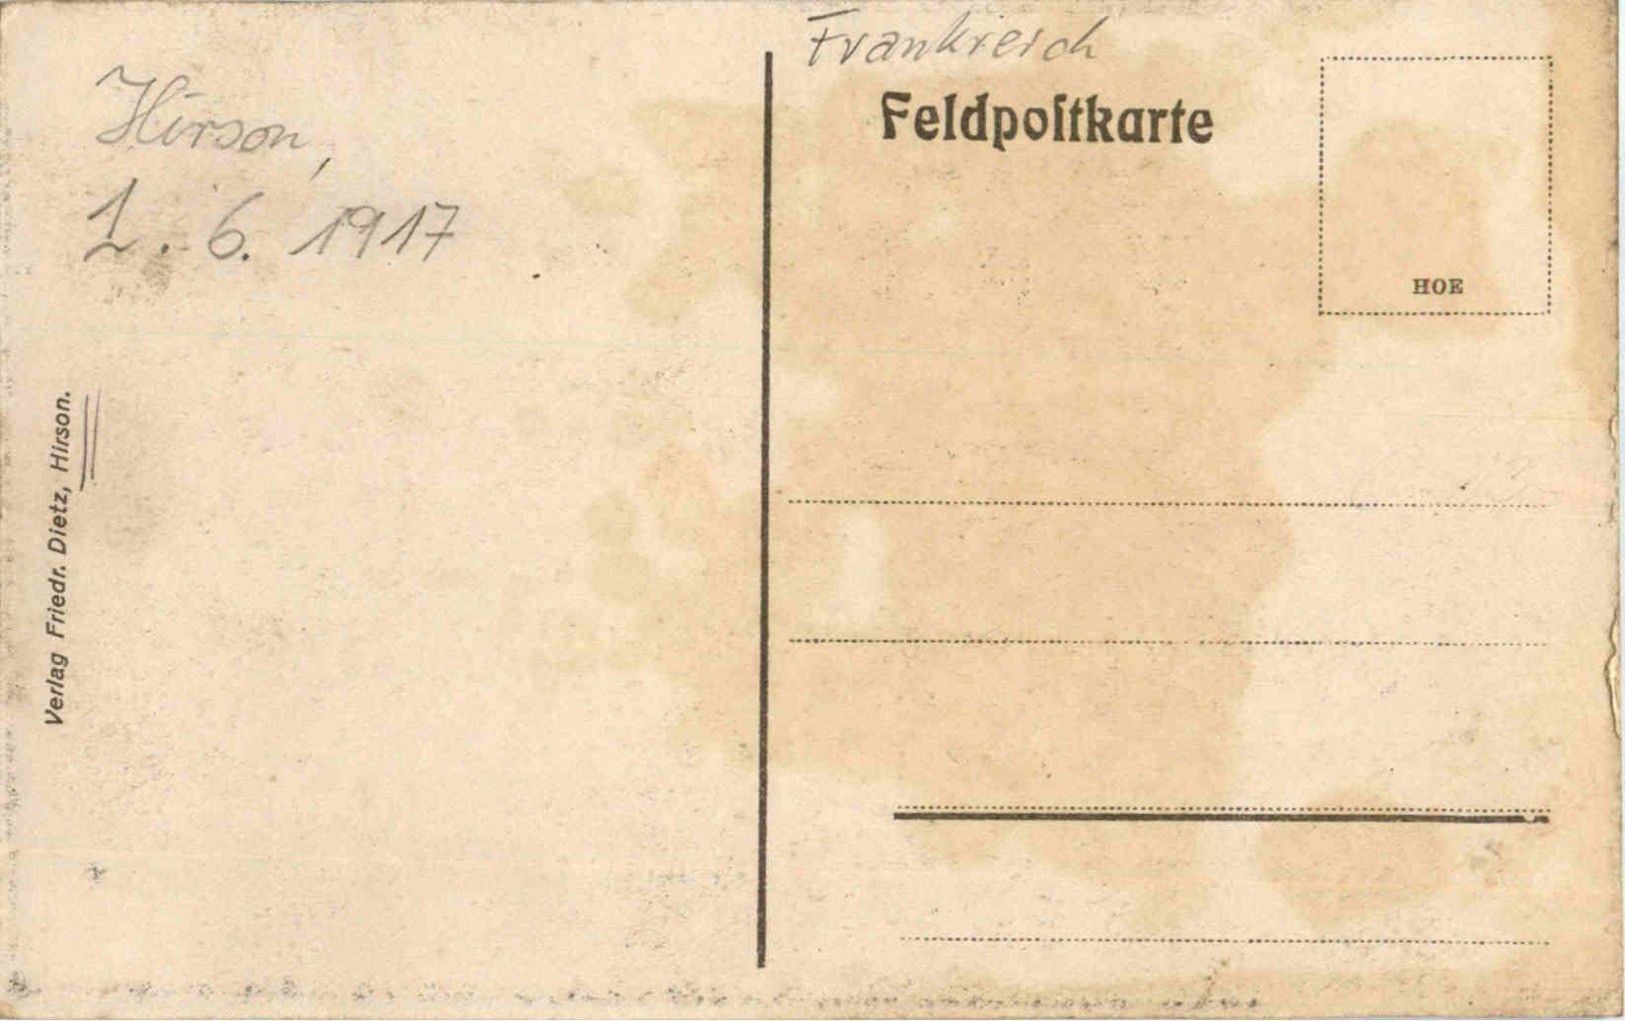 Frankreich
Hirson,
1. 6. 1917
Feldpoſtkarte
HOE
Verlag Friedr. Dietz, Hirson.